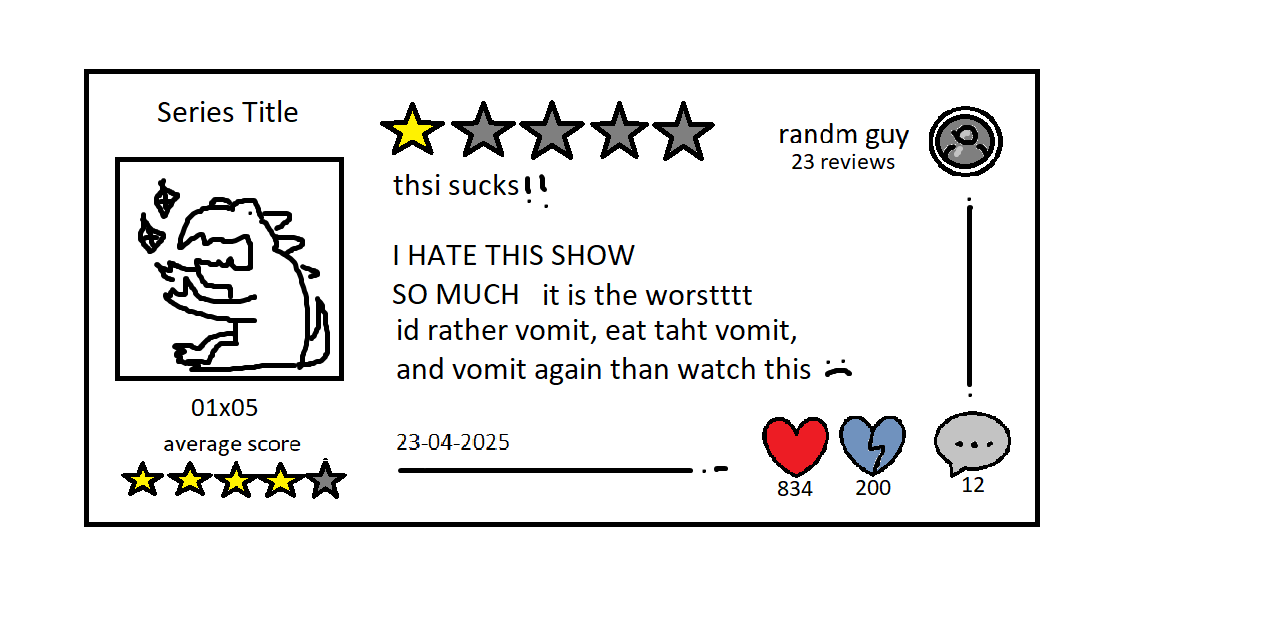 Series Title
01x05
average score
thsi sucks!!
I HATE THIS SHOW
SO MUCH it is the worstttt
id rather vomit, eat taht vomit,
and vomit again than watch this :(
23-04-2025
randm guy
23 reviews
834
200
12